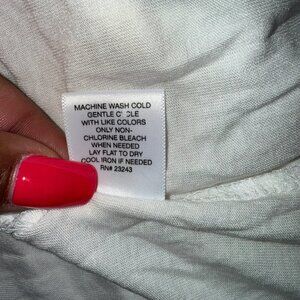 MACHINE WASH COLD
GENTLE CYCLE
WITH LIKE COLORS
ONLY NON-
CHLORINE BLEACH
WHEN NEEDED
LAY FLAT TO DRY
COOL IRON IF NEEDED
RN# 23243